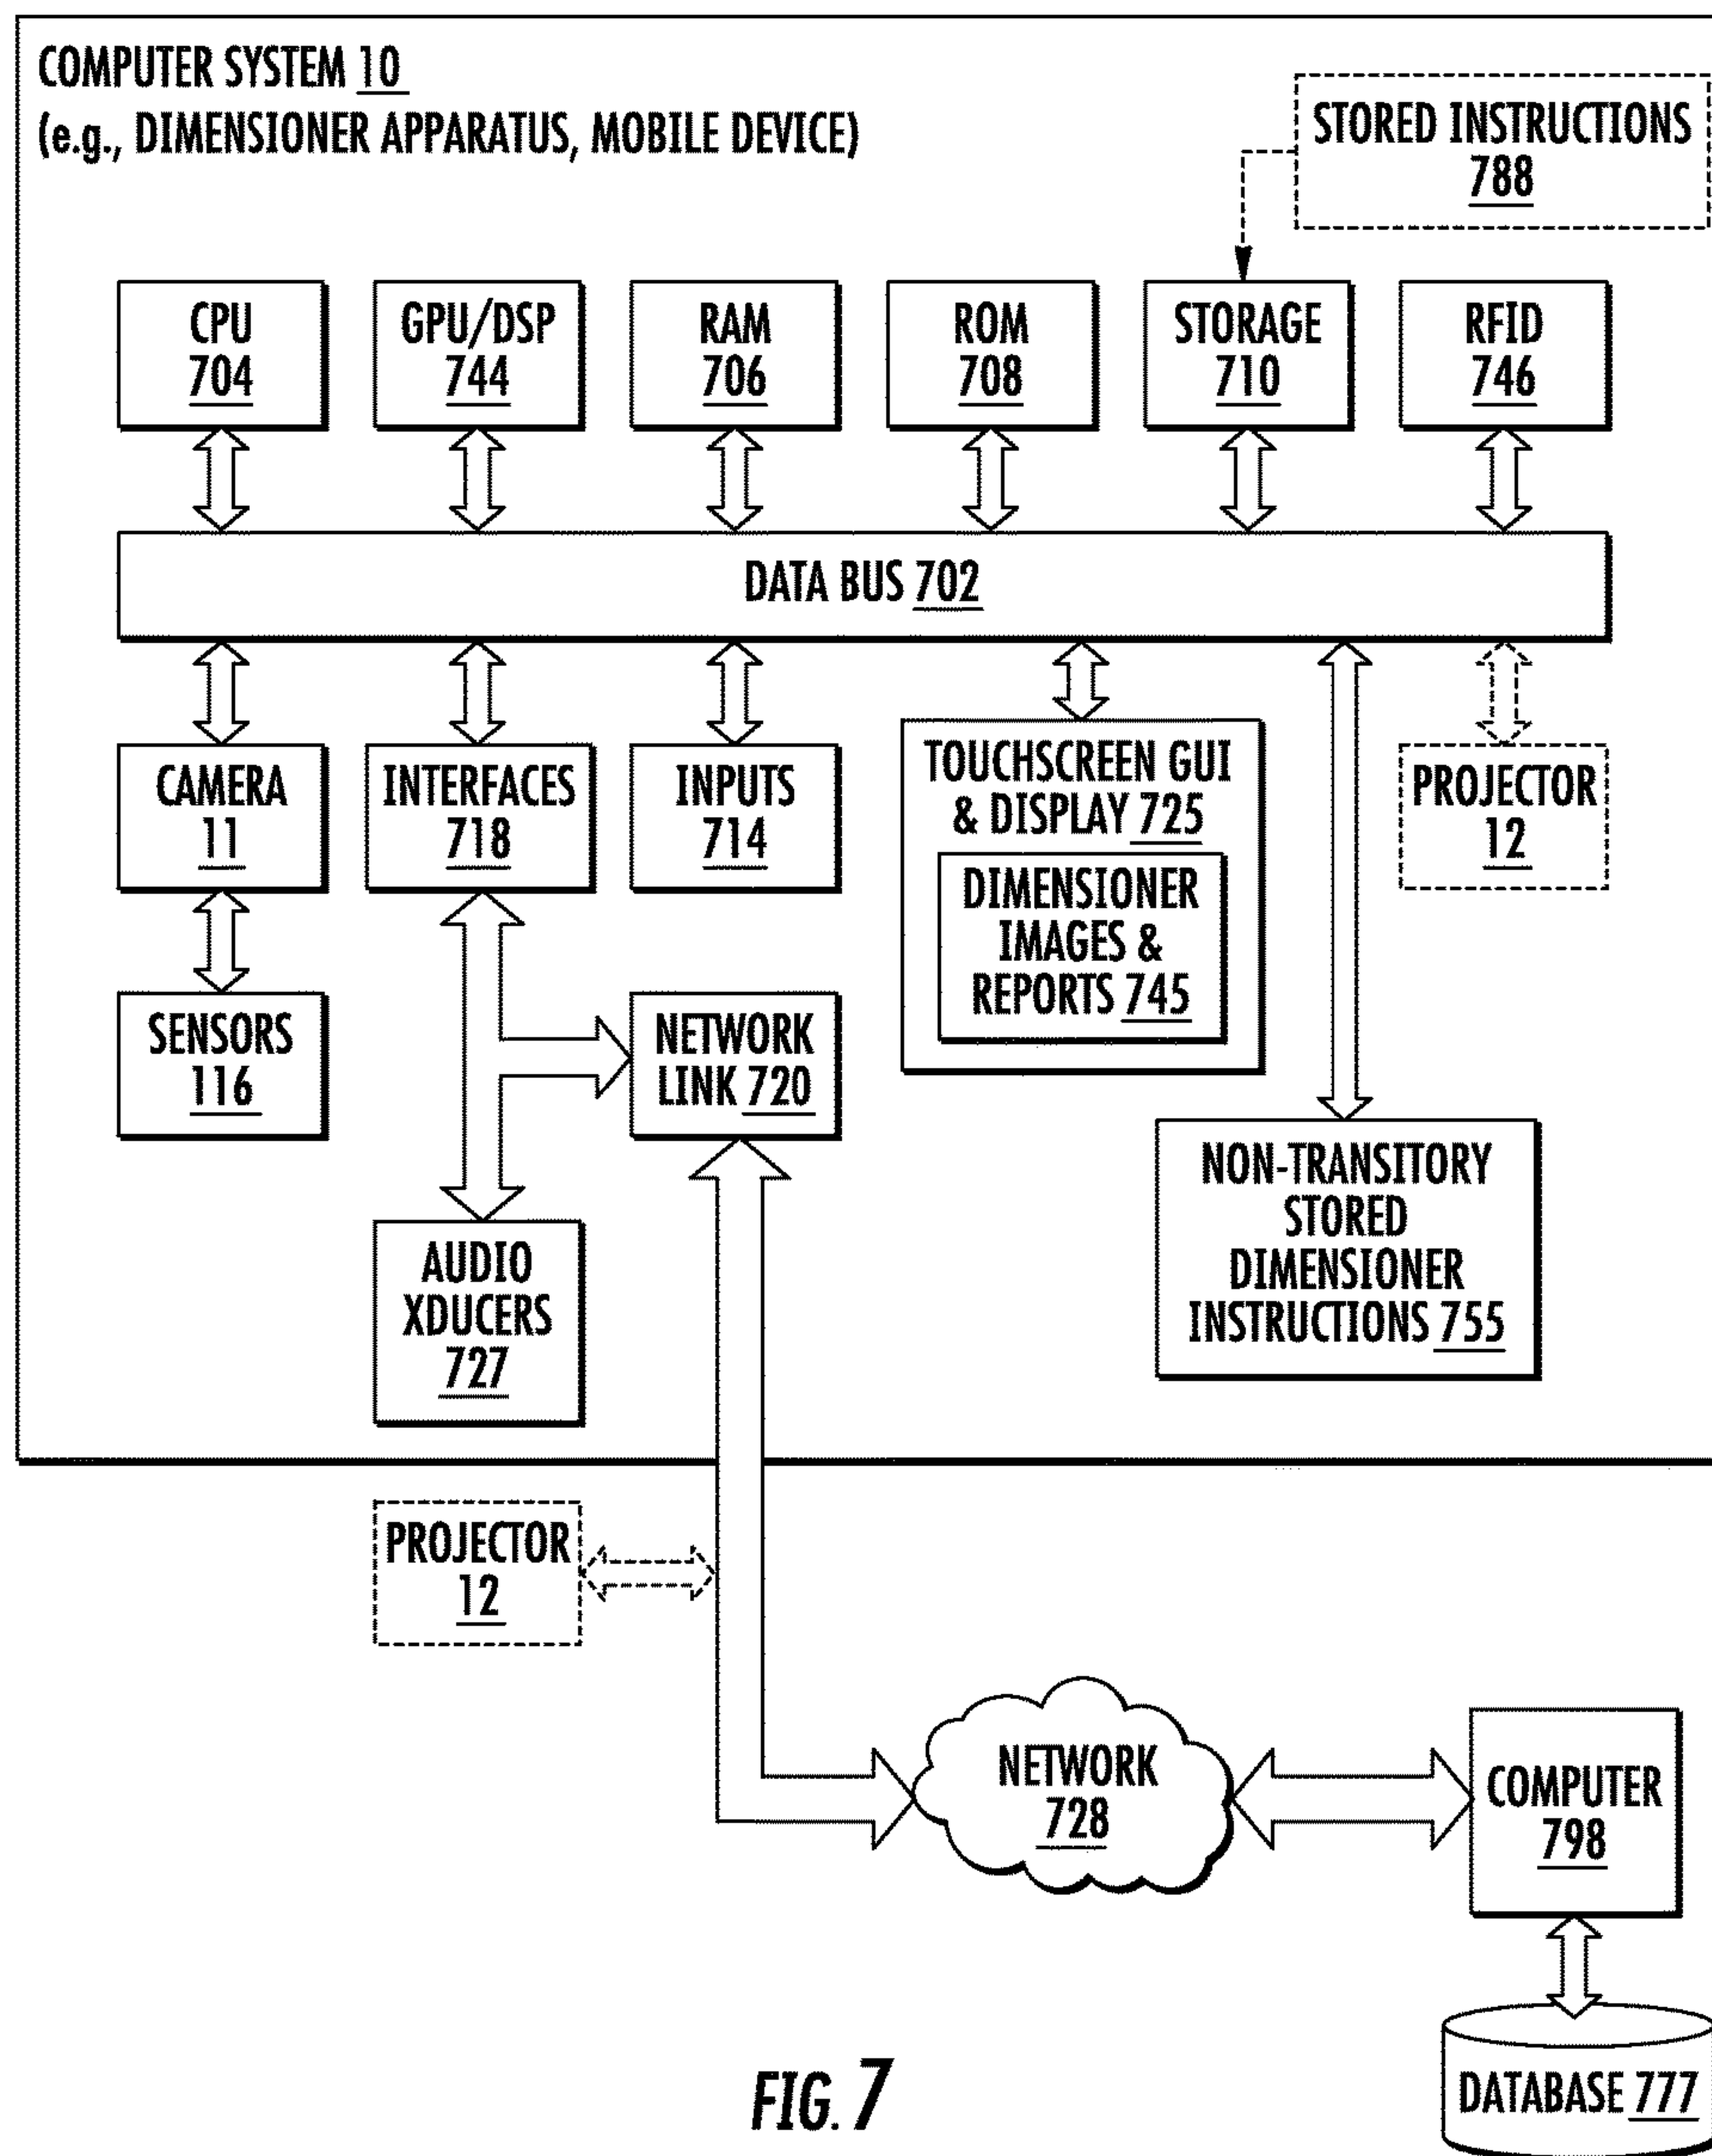 COMPUTER SYSTEM 10
(e.g., DIMENSIONER APPARATUS, MOBILE DEVICE)
STORED INSTRUCTIONS
788
CPU
704
GPU/DSP
744
RAM
706
ROM
708
STORAGE
710
RFID
746
DATA BUS 702
CAMERA
11
INTERFACES
718
INPUTS
714
TOUCHSCREEN GUI
& DISPLAY 725
DIMENSIONER
IMAGES &
REPORTS 745
PROJECTOR
12
SENSORS
116
NETWORK
LINK 720
AUDIO
XDUCERS
727
NON-TRANSITORY
STORED
DIMENSIONER
INSTRUCTIONS 755
PROJECTOR
12
NETWORK
728
COMPUTER
798
DATABASE 777
FIG. 7